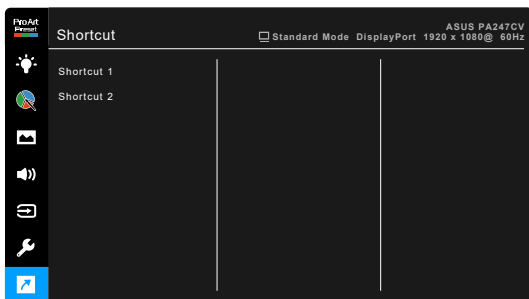 ProArt
Preset
Shortcut
ASUS PA247CV
Standard Mode DisplayPort 1920 x 1080@ 60Hz
Shortcut 1
Shortcut 2